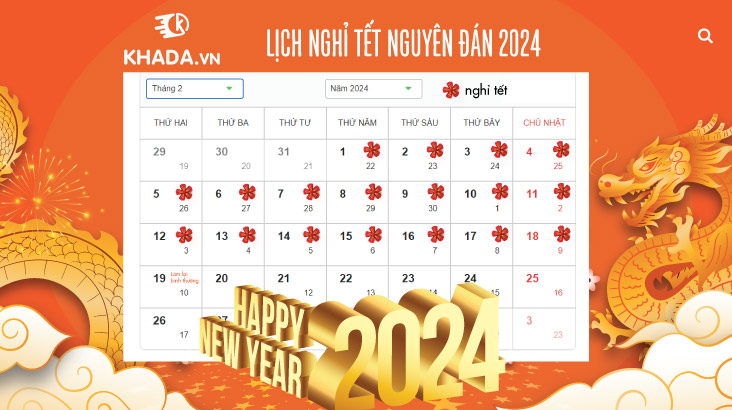 KHADA.VN
LỊCH NGHỈ TẾT NGUYÊN ĐÁN 2024
Tháng 2 Năm 2024 nghỉ tết
THỨ HAI THỨ BA THỨ TƯ THỨ NĂM THỨ SÁU THỨ BẢY CHỦ NHẬT
29 30 31 1 2 3 4
19 20 21 22 23 24 25
5 6 7 8 9 10 11
26 27 28 29 30 1 2
12 13 14 15 16 17 18
3 4 5 6 7 8 9
19 Làm lại bình thường 20 21 22 23 24 25
10 16
26 27 3
17 23
HAPPY
NEW YEAR
2024